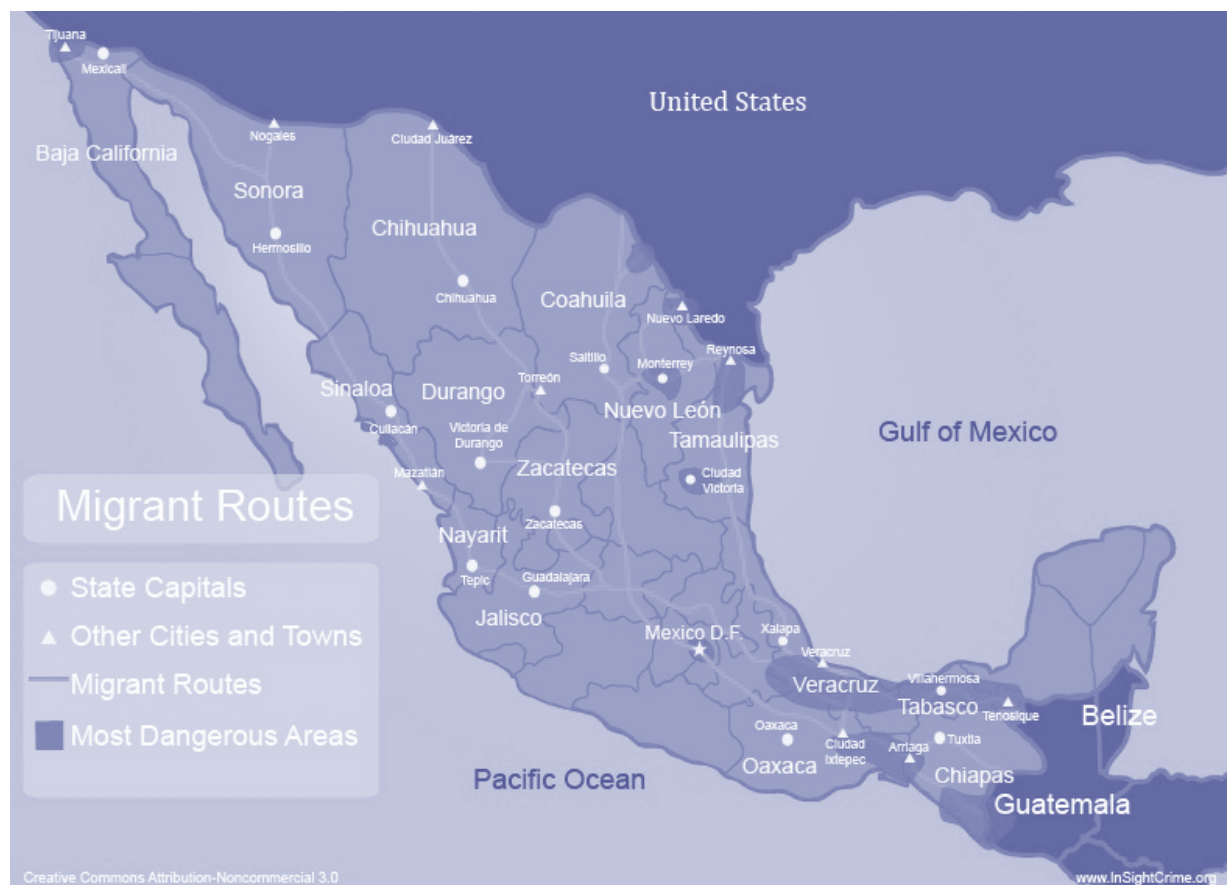 Tijuana
Mexicali
United States
Nogales
Ciudad Juárez
Baja California
Sonora
Chihuahua
Hermosillo
Chihuahua
Coahuila
Nuevo Laredo
Reynosa
Saltillo
Monterrey
Sinaloa
Durango
Torreón
Nuevo León
Culiacán
Victoria de
Durango
Tamaulipas
Gulf of Mexico
Mazatlán
Zacatecas
Ciudad
Victoria
Migrant Routes
Zacatecas
Nayarit
Tepic
Guadalajara
State Capitals
Jalisco
Other Cities and Towns
Mexico D.F.
Xalapa
Veracruz
Migrant Routes
Veracruz
Villahermosa
Tabasco
Tenosique
Belize
Most Dangerous Areas
Oaxaca
Ciudad
Ixtepec
Arriaga
Tuxtla
Oaxaca
Chiapas
Pacific Ocean
Guatemala
Creative Commons Attribution-Noncommercial 3.0
www.InSightCrime.org